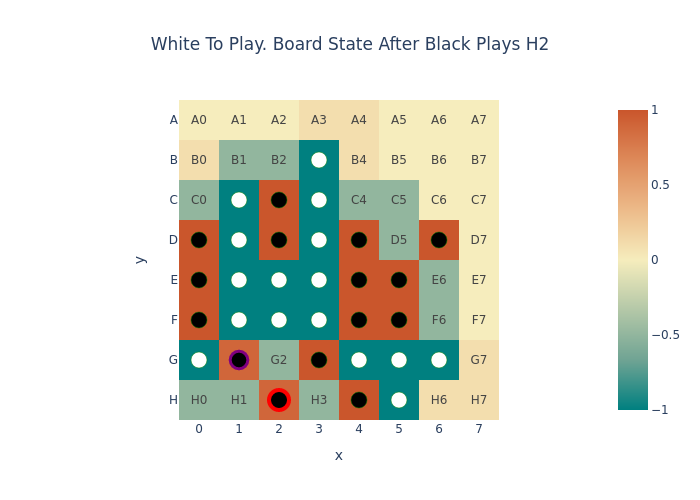 White To Play. Board State After Black Plays H2
A A0 A1 A2 A3 A4 A5 A6 A7
B B0 B1 B2 B4 B5 B6 B7
C C0 C4 C5 C6 C7
D D5 D7
E E6 E7
F F6 F7
G G2 G7
H H0 H1 H3 H6 H7
0 1 2 3 4 5 6 7
x
y
1
0.5
0
−0.5
−1